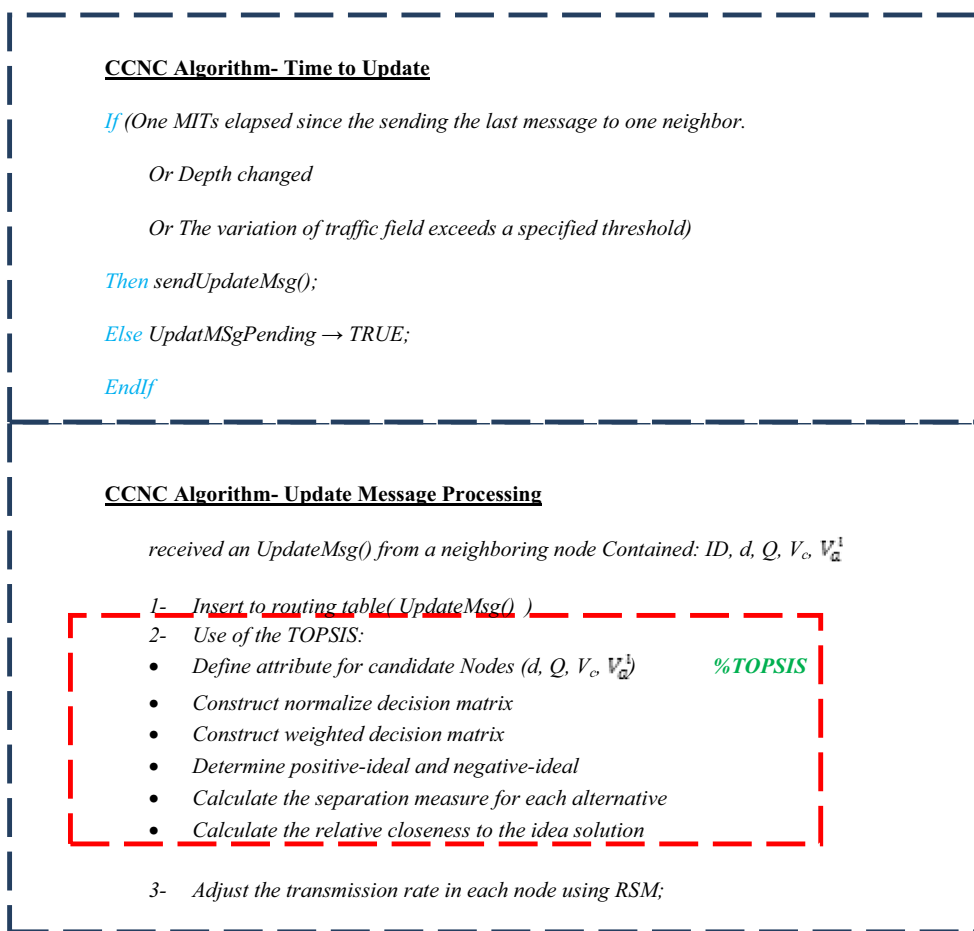 CCNC Algorithm- Time to Update
If (One MITs elapsed since the sending the last message to one neighbor.
Or Depth changed
Or The variation of traffic field exceeds a specified threshold)
Then sendUpdateMsg();
Else UpdatMSgPending → TRUE;
EndIf
CCNC Algorithm- Update Message Processing
received an UpdateMsg() from a neighboring node Contained: ID, d, Q, Vc, Vα^i
1- Insert to routing table( UpdateMsg() )
2- Use of the TOPSIS:
• Define attribute for candidate Nodes (d, Q, Vc, Vα^i) %TOPSIS
• Construct normalize decision matrix
• Construct weighted decision matrix
• Determine positive-ideal and negative-ideal
• Calculate the separation measure for each alternative
• Calculate the relative closeness to the idea solution
3- Adjust the transmission rate in each node using RSM;